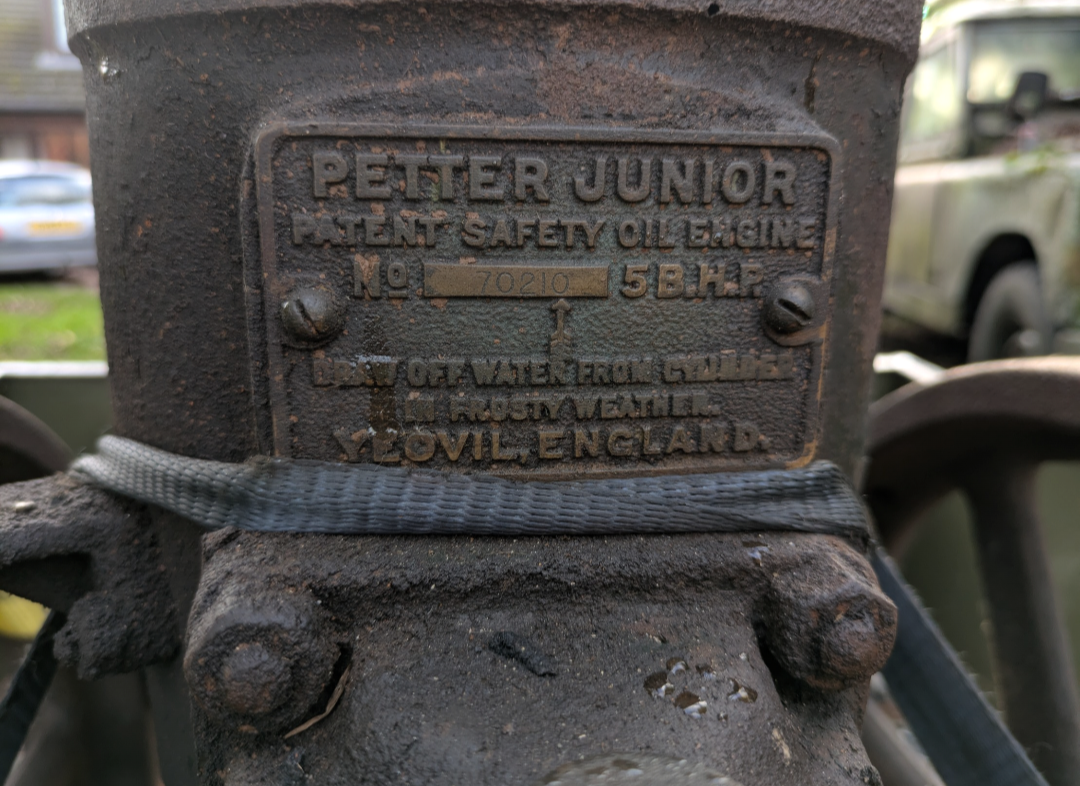 PETTER JUNIOR
PATENT SAFETY OIL ENGINE
No. 70210 5 B.H.P.
DRAW OFF WATER FROM CYLINDER
IN FROSTY WEATHER.
YEOVIL, ENGLAND.